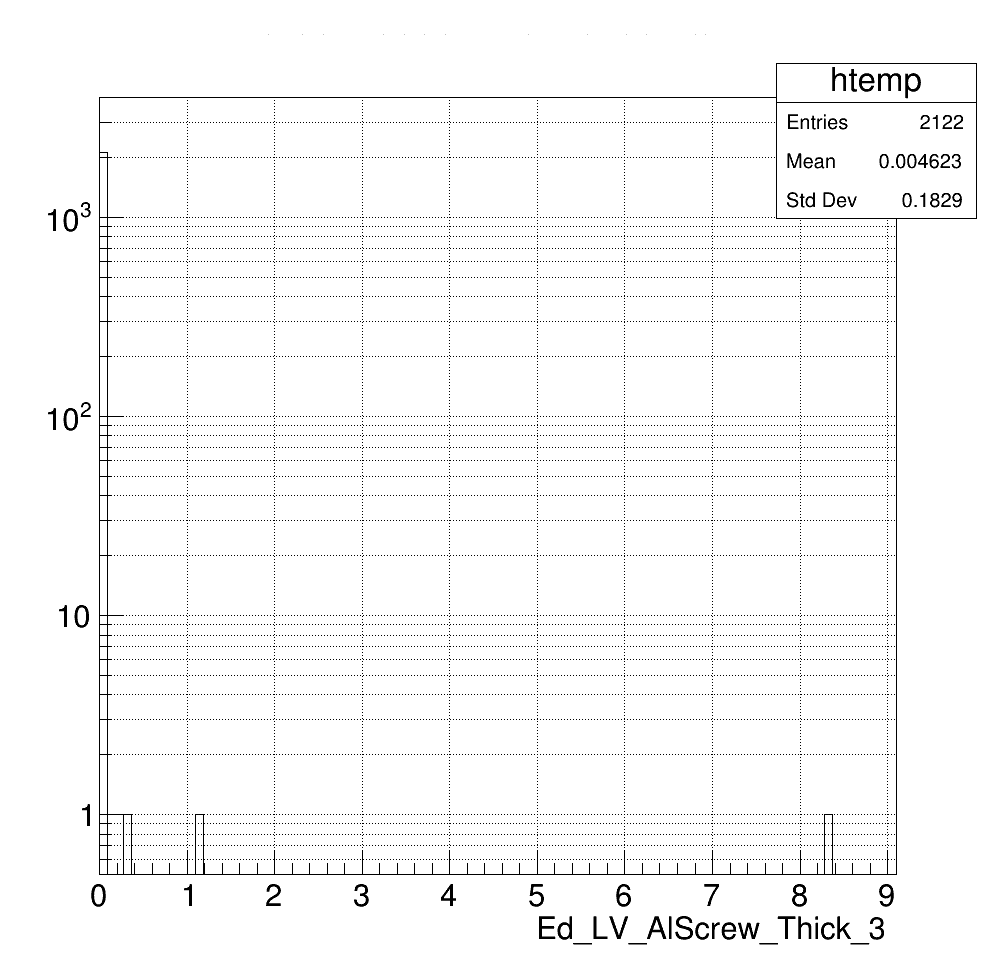 htemp
Entries 2122
Mean 0.004623
Std Dev 0.1829
10³
10²
10
1
0 1 2 3 4 5 6 7 8 9
Ed_LV_AlScrew_Thick_3